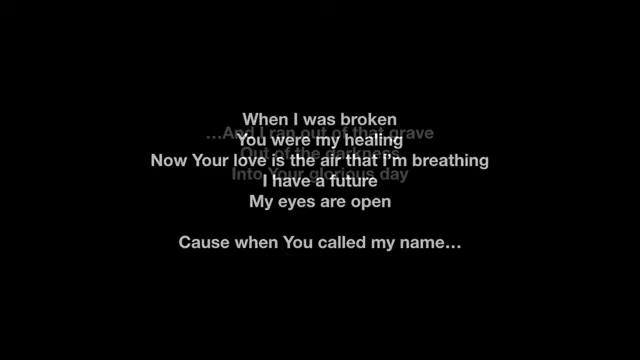 When I was broken
…And I ran out of that grave
You were my healing
Out of the darkness
Now Your love is the air that I'm breathing
Into Your glorious day
I have a future
My eyes are open
Cause when You called my name…